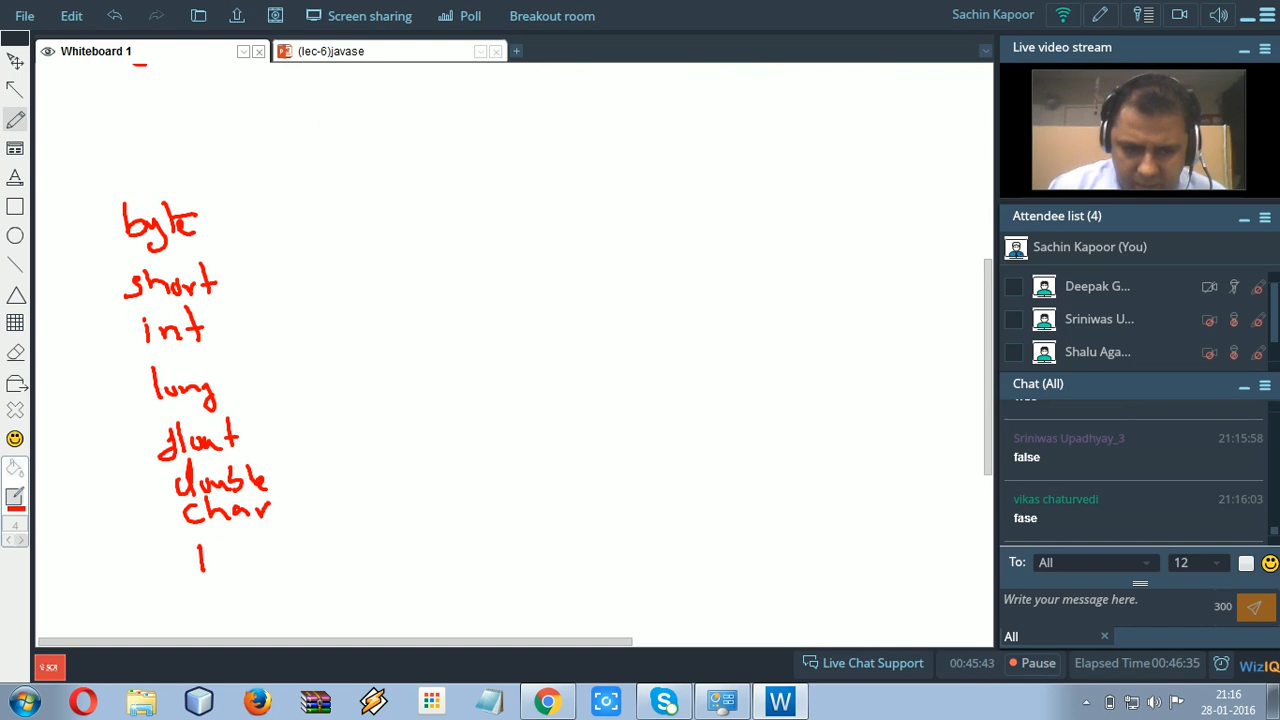 File Edit Screen sharing Poll Breakout room Sachin Kapoor
Whiteboard 1 (lec-6)javase
Live video stream
byte
short
int
long
float
double
char
Attendee list (4)
Sachin Kapoor (You)
Deepak G...
Sriniwas U...
Shalu Aga...
Chat (All)
Sriniwas Upadhyay_3 21:15:58
false
vikas chaturvedi 21:16:03
fase
To: All 12
Write your message here. 300
All
4
Live Chat Support 00:45:43 Pause Elapsed Time 00:46:35 WizIQ
21:16
28-01-2016